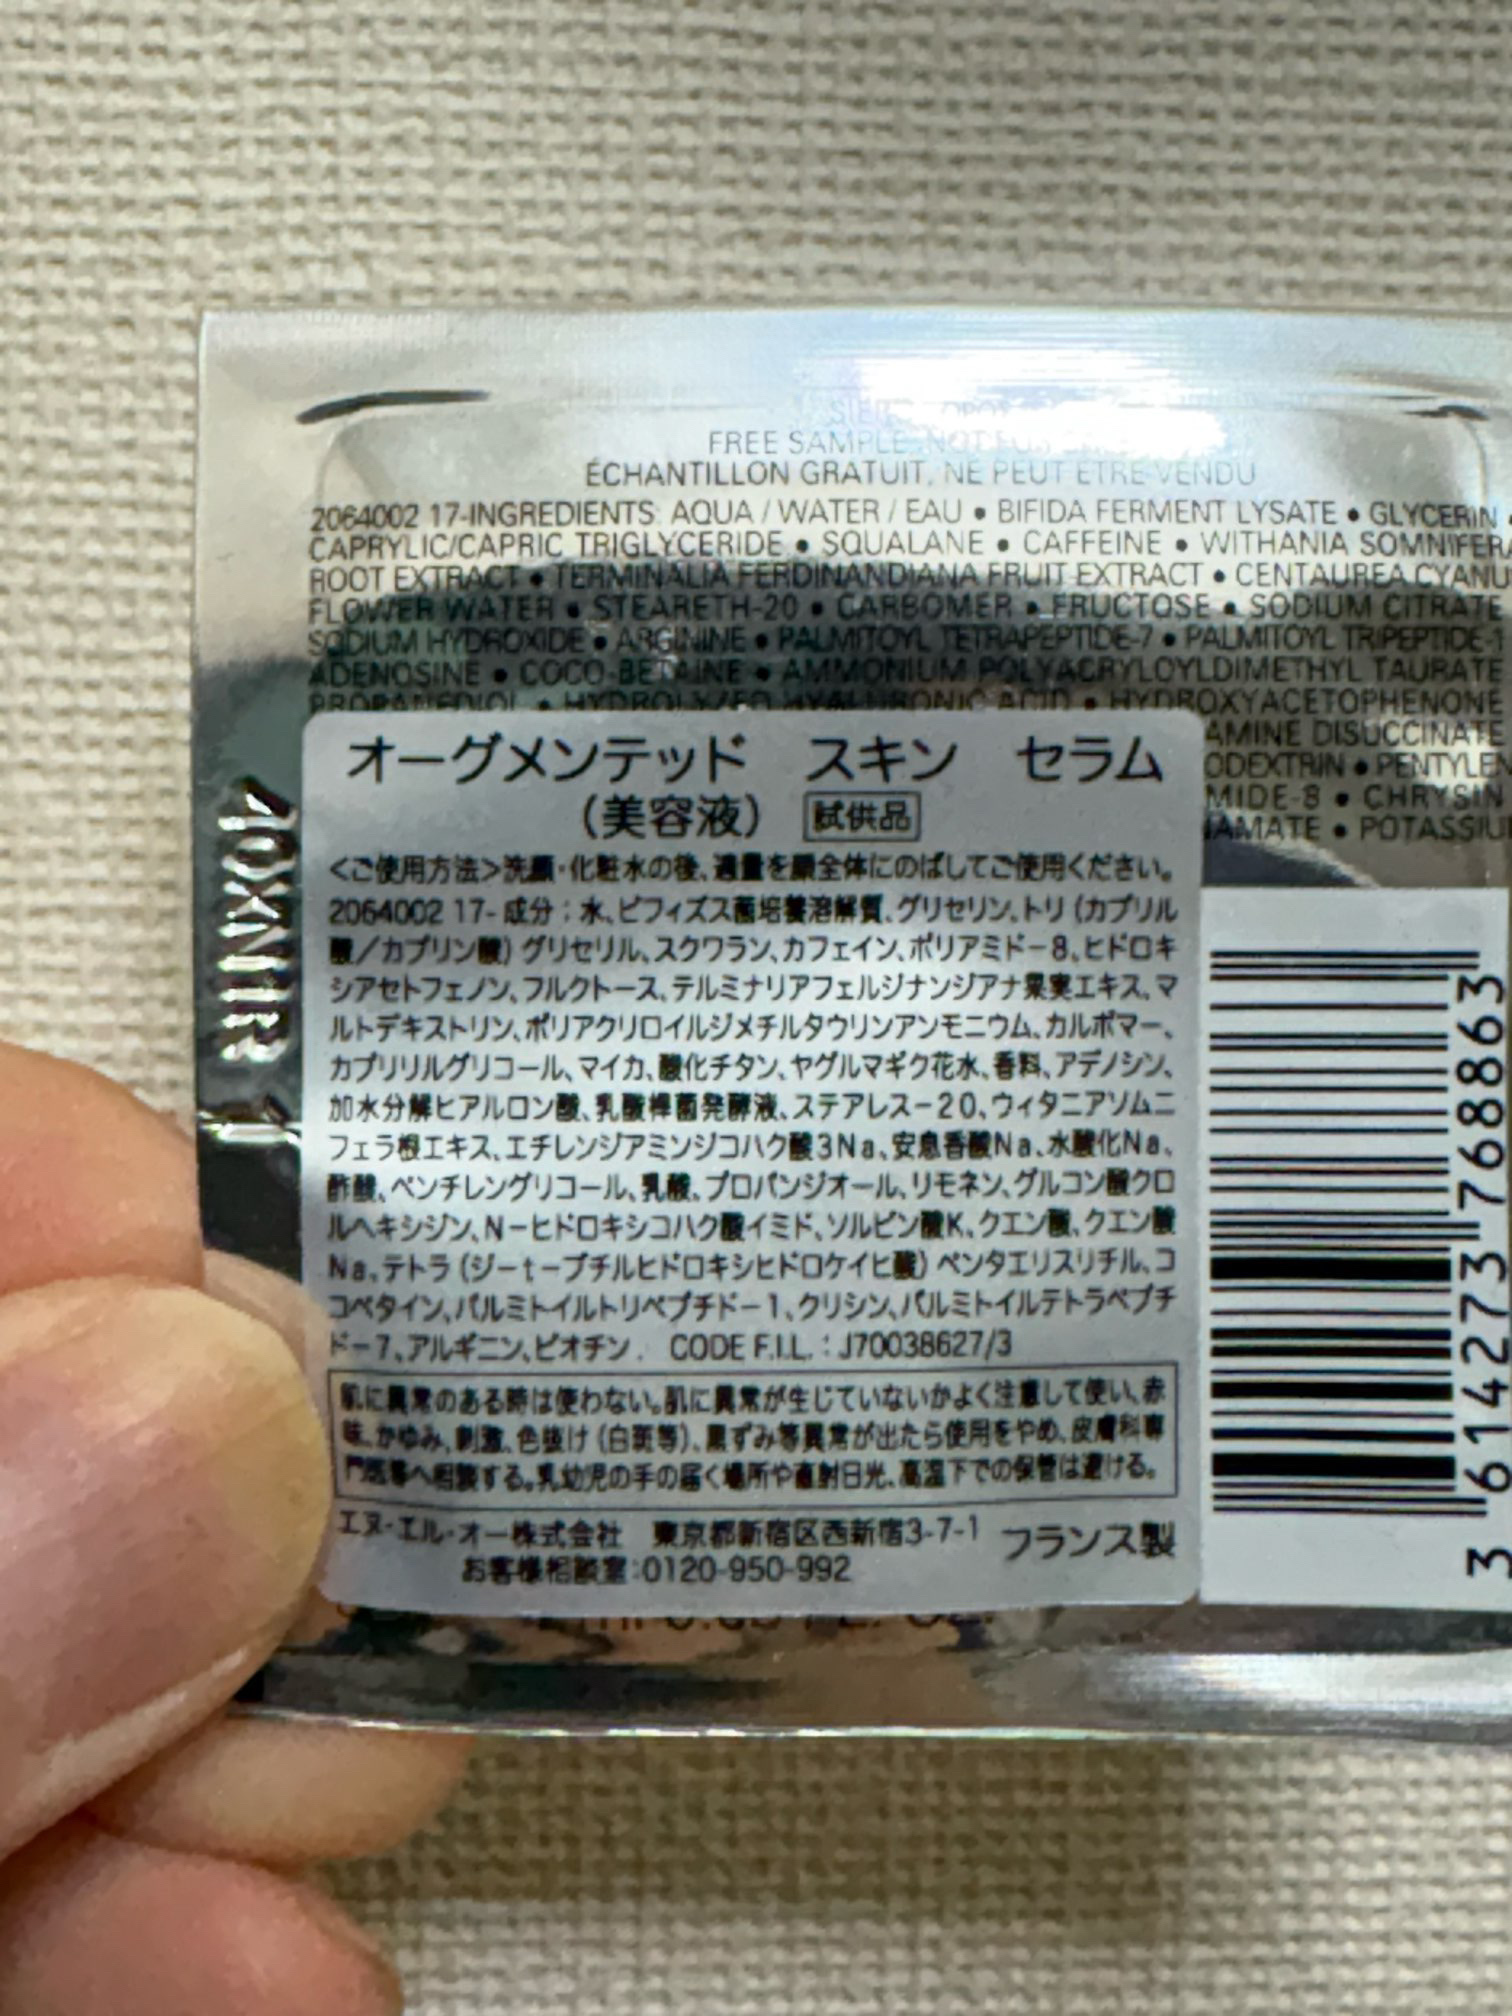 FREE SAMPLE. NOT FOR
ÉCHANTILLON GRATUIT, NE PEUT ÊTRE VENDU
2064002 17-INGREDIENTS: AQUA / WATER / EAU • BIFIDA FERMENT LYSATE • GLYCERIN
CAPRYLIC/CAPRIC TRIGLYCERIDE • SQUALANE • CAFFEINE • WITHANIA SOMNIFERA
ROOT EXTRACT • TERMINALIA FERDINANDIANA FRUIT EXTRACT • CENTAUREA CYANU
FLOWER WATER • STEARETH-20 • CARBOMER • FRUCTOSE • SODIUM CITRATE
SODIUM HYDROXIDE • ARGININE • PALMITOYL TETRAPEPTIDE-7 • PALMITOYL TRIPEPTIDE-1
ADENOSINE • COCO-BETAINE • AMMONIUM POLYACRYLOYLDIMETHYL TAURATE
PROPANEDIOL • HYDROLYZED HYALURONIC ACID • HYDROXYACETOPHENONE
AMINE DISUCCINATE
ODEXTRIN • PENTYLEN
MIDE-8 • CHRYSIN
NAMATE • POTASSIU
オーグメンテッド スキン セラム
(美容液) 試供品
<ご使用方法>洗顔・化粧水の後、適量を顔全体にのばしてご使用ください。
2064002 17- 成分:水、ビフィズス菌培養溶解質、グリセリン、トリ(カプリル
酸/カプリン酸)グリセリル、スクワラン、カフェイン、ポリアミド-8、ヒドロキ
シアセトフェノン、フルクトース、テルミナリアフェルジナンジアナ果実エキス、マ
ルトデキストリン、ポリアクリロイルジメチルタウリンアンモニウム、カルボマー、
カプリリルグリコール、マイカ、酸化チタン、ヤグルマギク花水、香料、アデノシン、
加水分解ヒアルロン酸、乳酸桿菌発酵液、ステアレス-20、ウィタニアソムニ
フェラ根エキス、エチレンジアミンジコハク酸3Na、安息香酸Na、水酸化Na、
酢酸、ペンチレングリコール、乳酸、プロパンジオール、リモネン、グルコン酸クロ
ルヘキシジン、N-ヒドロキシコハク酸イミド、ソルビン酸K、クエン酸、クエン酸
Na、テトラ(ジ-t-ブチルヒドロキシヒドロケイヒ酸)ペンタエリスリチル、コ
コベタイン、パルミトイルトリペプチド-1、クリシン、パルミトイルテトラペプチ
ド-7、アルギニン、ビオチン. CODE F.I.L. : J70038627/3
肌に異常のある時は使わない。肌に異常が生じていないかよく注意して使い、赤
味、かゆみ、刺激、色抜け(白斑等)、黒ずみ等異常が出たら使用をやめ、皮膚科専
門医等へ相談する。乳幼児の手の届く場所や直射日光、高温下での保管は避ける。
エヌ・エル・オー株式会社 東京都新宿区西新宿3-7-1 フランス製
お客様相談室:0120-950-992
40XN1R 1
3 614273 768863